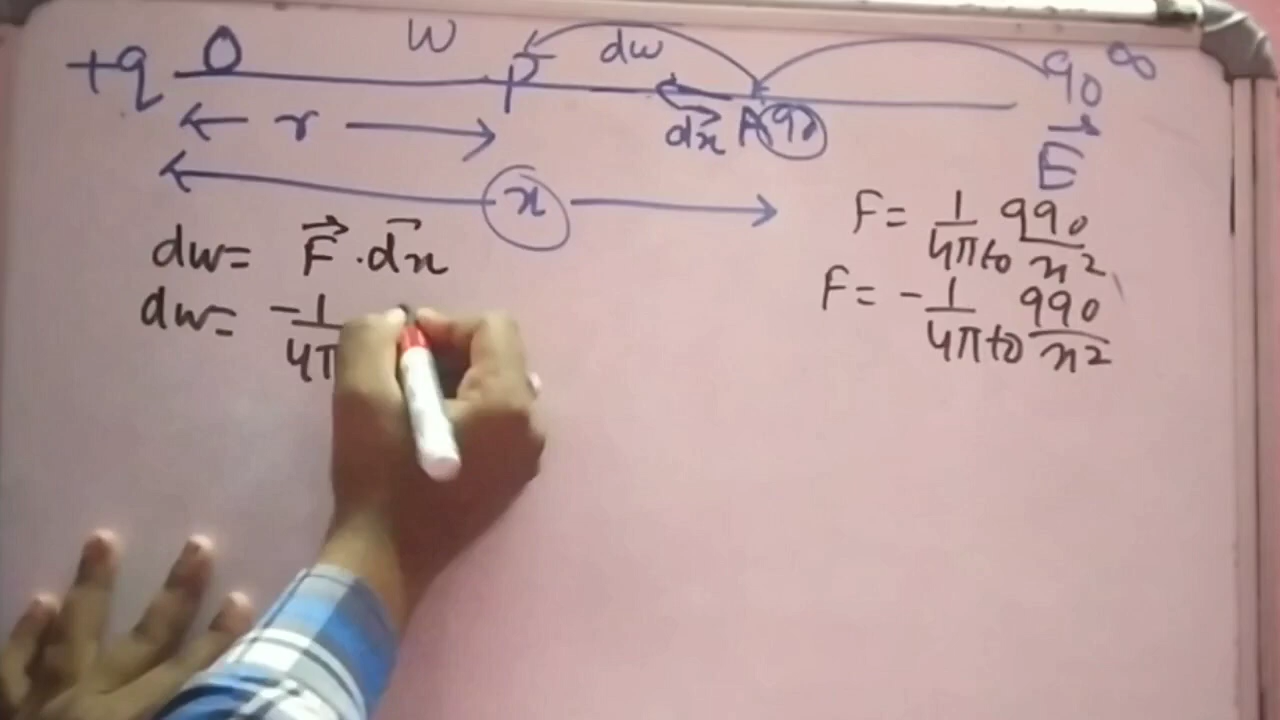 +q O W P dw q₀ ∞
r dx⃗ A(q₀) E⃗
x
dw = F⃗ . dx⃗
dw = -1/4π
F = 1/4πε₀ qq₀/x²
F = -1/4πε₀ qq₀/x²